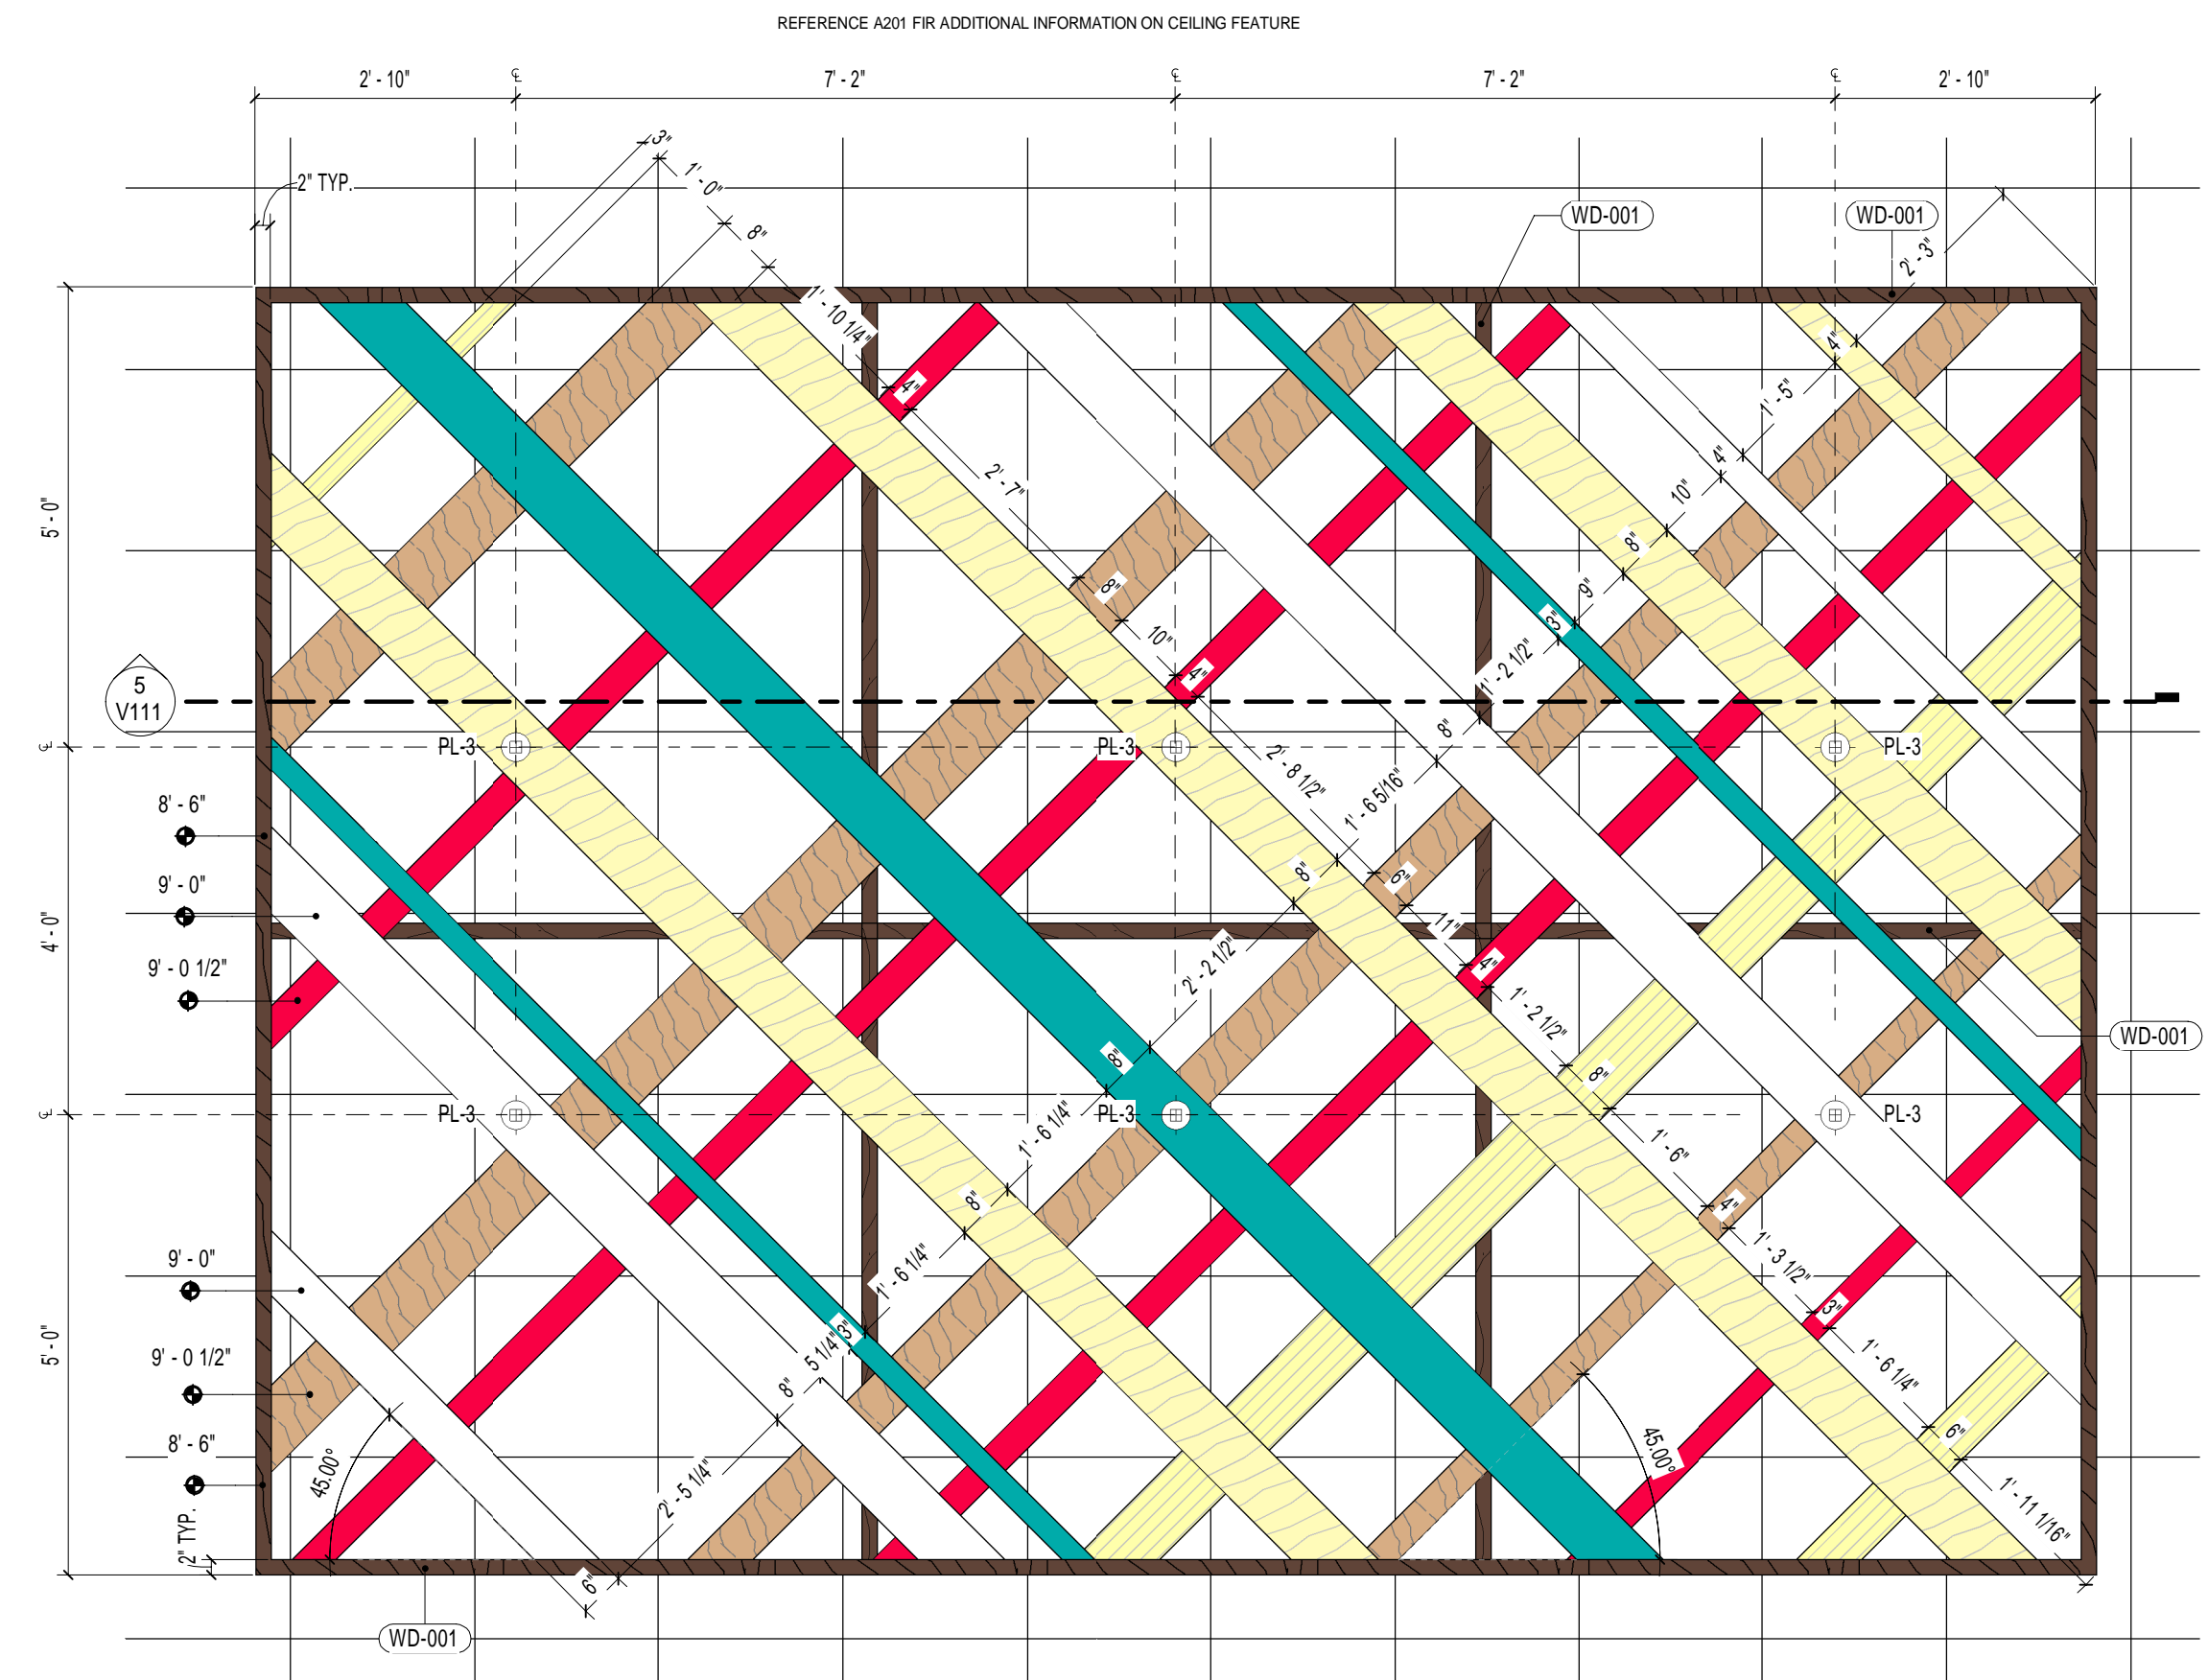 REFERENCE A201 FIR ADDITIONAL INFORMATION ON CEILING FEATURE
2' - 10"
7' - 2"
7' - 2"
2' - 10"
℄
℄
℄
3"
1' - 0"
8"
1' - 10 1/4"
4"
2' - 7"
8"
10"
4"
2' - 8 1/2"
6"
11"
4"
1' - 2 1/2"
8"
1' - 6"
4"
1' - 3 1/2"
3"
1' - 6 1/4"
6"
1' - 11 1/16"
2" TYP.
WD-001
WD-001
2' - 3"
4"
1' - 5"
4"
10"
8"
9"
3"
1' - 2 1/2"
8"
1' - 6 5/16"
8"
2' - 2 1/2"
8"
1' - 6 1/4"
8"
1' - 6 1/4"
3"
5 1/4"
8"
2' - 5 1/4"
6"
5' - 0"
4' - 0"
5' - 0"
5
V111
℄
℄
PL-3
PL-3
PL-3
PL-3
PL-3
PL-3
8' - 6"
9' - 0"
9' - 0 1/2"
WD-001
9' - 0"
9' - 0 1/2"
8' - 6"
45.00°
45.00°
2" TYP.
WD-001